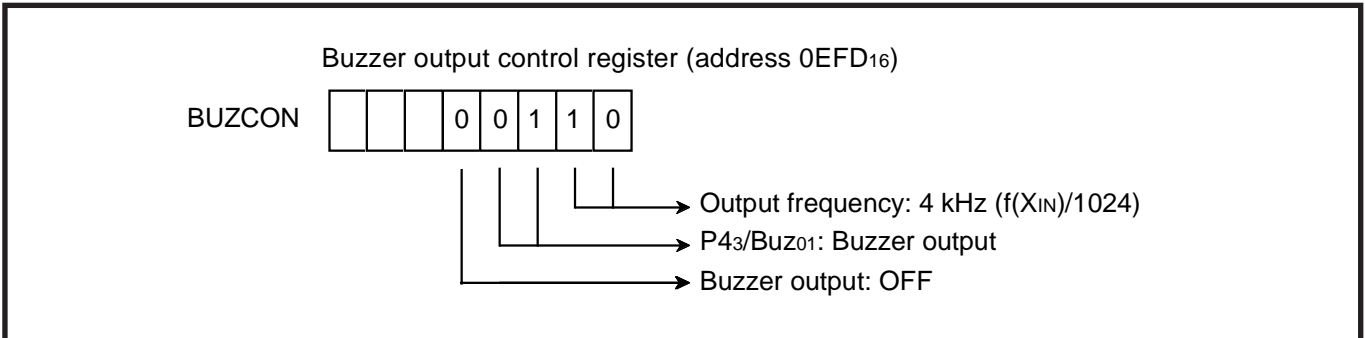 Buzzer output control register (address 0EFD16)
BUZCON 0 0 1 1 0
Output frequency: 4 kHz (f(XIN)/1024)
P43/Buz01: Buzzer output
Buzzer output: OFF